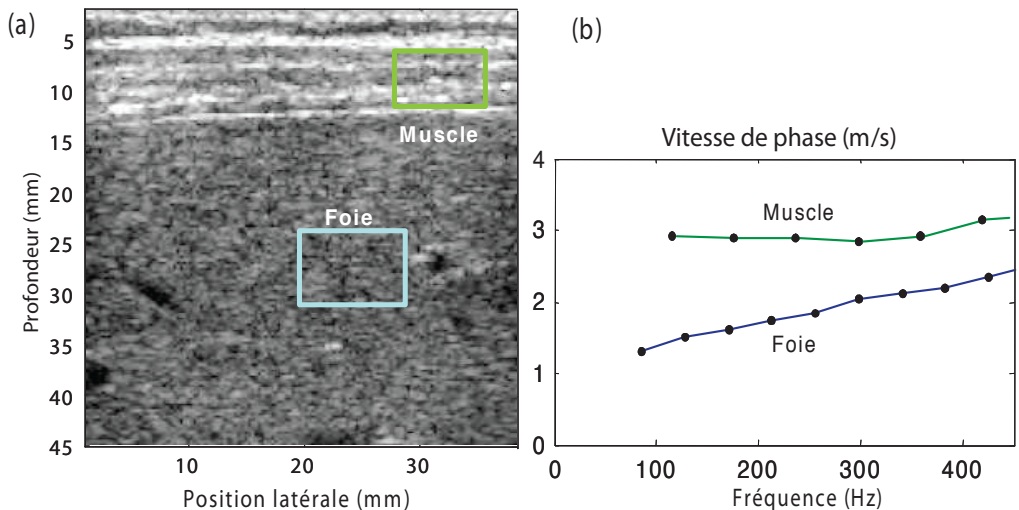 (a)
5
10
15
20
25
30
35
40
45
Profondeur (mm)
Muscle
Foie
10
20
30
Position latérale (mm)
(b)
Vitesse de phase (m/s)
4
3
2
1
0
Muscle
Foie
0
100
200
300
400
Fréquence (Hz)